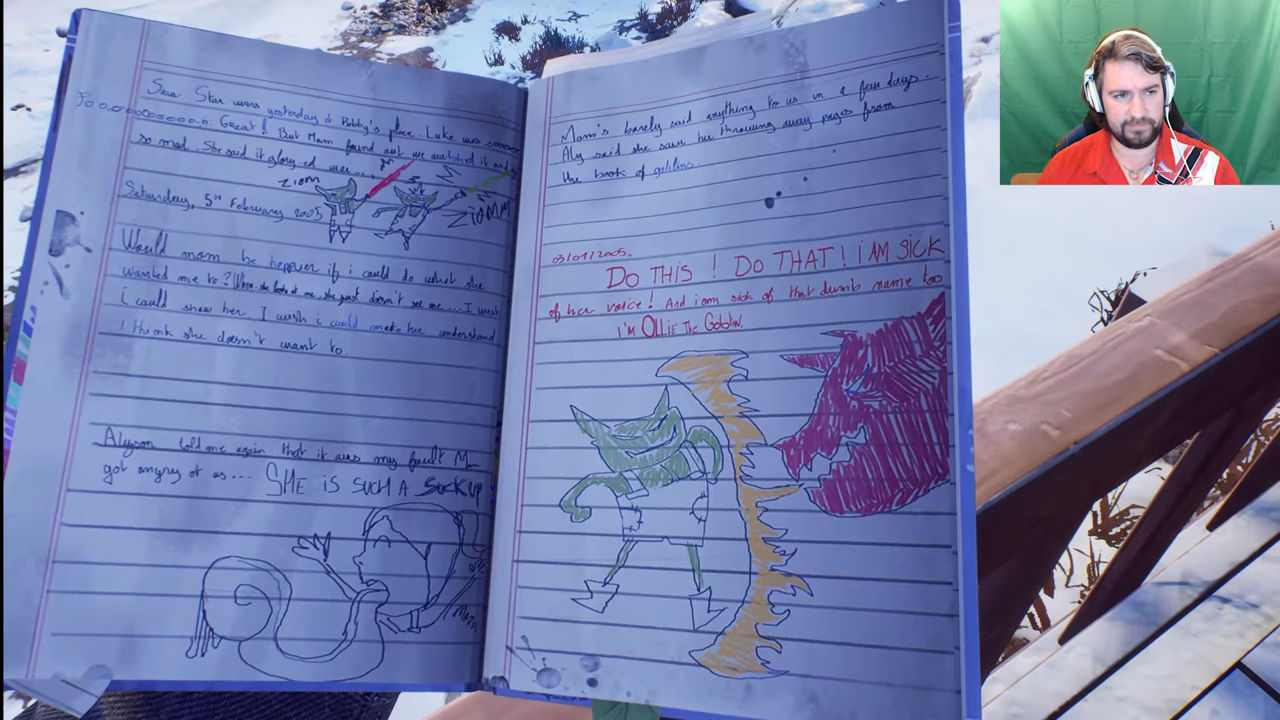 Saw Star wars yesterday at Bobby's place. Luke was sooooo
Great! But Mam found out we watched it and
so mad. She said it glory-ed war...
ZIOM
ZIOMM
Saturday, 5th February 2005
Would mom be happier if i could do what she
wanted me to? When she looks at me, she just doesn't see me... I wish
i could show her. I wish i could make her understand
I think she doesn't want to.
Alyson told me again that it was my fault Mam
got angry at us... SHE IS SUCH A SUCKUP
Mom's barely said anything to us in a few days.
Aly said she saw her throwing away pages from
the book of goblins.
03/01/2005.
DO THIS! DO THAT! I AM SICK
of her voice! And i am sick of that dumb name too
I'M OLLIE THE GOBLIN!